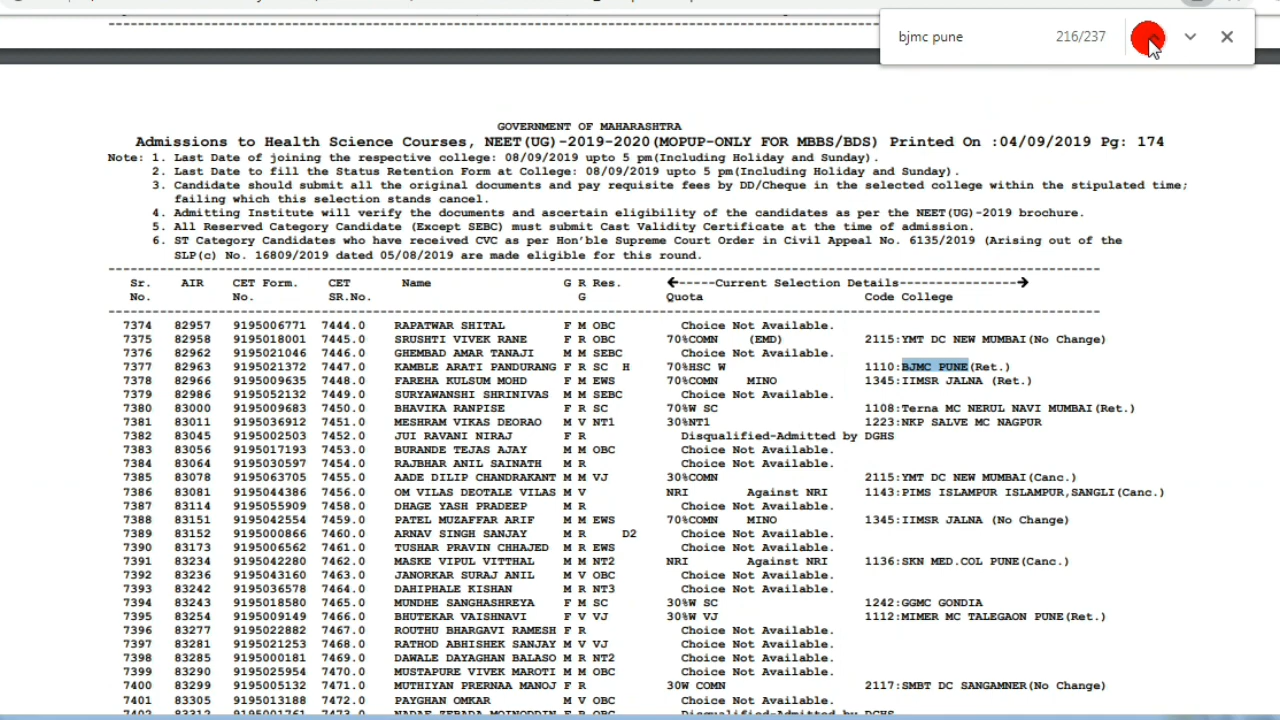 bjmc pune 216/237
GOVERNMENT OF MAHARASHTRA
Admissions to Health Science Courses, NEET(UG)-2019-2020(MOPUP-ONLY FOR MBBS/BDS) Printed On :04/09/2019 Pg: 174
Note: 1. Last Date of joining the respective college: 08/09/2019 upto 5 pm(Including Holiday and Sunday).
2. Last Date to fill the Status Retention Form at College: 08/09/2019 upto 5 pm(Including Holiday and Sunday).
3. Candidate should submit all the original documents and pay requisite fees by DD/Cheque in the selected college within the stipulated time;
failing which this selection stands cancel.
4. Admitting Institute will verify the documents and ascertain eligibility of the candidates as per the NEET(UG)-2019 brochure.
5. All Reserved Category Candidate (Except SEBC) must submit Cast Validity Certificate at the time of admission.
6. ST Category Candidates who have received CVC as per Hon'ble Supreme Court Order in Civil Appeal No. 6135/2019 (Arising out of the
SLP(c) No. 16809/2019 dated 05/08/2019 are made eligible for this round.
Sr. AIR CET Form. CET Name G R Res. ←-----Current Selection Details---------------→
No. No. SR.No. G Quota Code College
7374 82957 9195006771 7444.0 RAPATWAR SHITAL F M OBC Choice Not Available.
7375 82958 9195018001 7445.0 SRUSHTI VIVEK RANE F R OBC 70%COMN (EMD) 2115:YMT DC NEW MUMBAI(No Change)
7376 82962 9195021046 7446.0 GHEMBAD AMAR TANAJI M M SEBC Choice Not Available.
7377 82963 9195021372 7447.0 KAMBLE ARATI PANDURANG F R SC H 70%HSC W 1110:BJMC PUNE(Ret.)
7378 82966 9195009635 7448.0 FAREHA KULSUM MOHD F M EWS 70%COMN MINO 1345:IIMSR JALNA (Ret.)
7379 82986 9195052132 7449.0 SURYAWANSHI SHRINIVAS M M SEBC Choice Not Available.
7380 83000 9195009683 7450.0 BHAVIKA RANPISE F R SC 70%W SC 1108:Terna MC NERUL NAVI MUMBAI(Ret.)
7381 83011 9195036912 7451.0 MESHRAM VIKAS DEORAO M V NT1 30%NT1 1223:NKP SALVE MC NAGPUR
7382 83045 9195002503 7452.0 JUI RAVANI NIRAJ F R Disqualified-Admitted by DGHS
7383 83056 9195017193 7453.0 BURANDE TEJAS AJAY M M OBC Choice Not Available.
7384 83064 9195030597 7454.0 RAJBHAR ANIL SAINATH M R Choice Not Available.
7385 83078 9195063705 7455.0 AADE DILIP CHANDRAKANT M M VJ 30%COMN 2115:YMT DC NEW MUMBAI(Canc.)
7386 83081 9195044386 7456.0 OM VILAS DEOTALE VILAS M V NRI Against NRI 1143:PIMS ISLAMPUR ISLAMPUR,SANGLI(Canc.)
7387 83114 9195055909 7458.0 DHAGE YASH PRADEEP M R Choice Not Available.
7388 83151 9195042554 7459.0 PATEL MUZAFFAR ARIF M M EWS 70%COMN MINO 1345:IIMSR JALNA (No Change)
7389 83152 9195000866 7460.0 ARNAV SINGH SANJAY M R D2 Choice Not Available.
7390 83173 9195006562 7461.0 TUSHAR PRAVIN CHHAJED M R EWS Choice Not Available.
7391 83234 9195042280 7462.0 MASKE VIPUL VITTHAL M M NT2 NRI Against NRI 1136:SKN MED.COL PUNE(Canc.)
7392 83236 9195043160 7463.0 JANORKAR SURAJ ANIL M V OBC Choice Not Available.
7393 83242 9195036578 7464.0 DAHIPHALE KISHAN M R NT3 Choice Not Available.
7394 83243 9195018580 7465.0 MUNDHE SANGHASHREYA F M SC 30%W SC 1242:GGMC GONDIA
7395 83254 9195009149 7466.0 BHUTEKAR VAISHNAVI F V VJ 30%W VJ 1112:MIMER MC TALEGAON PUNE(Ret.)
7396 83277 9195022882 7467.0 ROUTHU BHARGAVI RAMESH F R Choice Not Available.
7397 83281 9195021253 7468.0 RATHOD ABHISHEK SANJAY M V VJ Choice Not Available.
7398 83285 9195000181 7469.0 DAWALE DAYAGHAN BALASO M R NT2 Choice Not Available.
7399 83290 9195025954 7470.0 MUSTAPURE VIVEK MAROTI M M OBC Choice Not Available.
7400 83299 9195005132 7471.0 MUTHIYAN PRERNAA MANOJ F R 30W COMN 2117:SMBT DC SANGAMNER(No Change)
7401 83305 9195013188 7472.0 PAYGHAN OMKAR M V OBC Choice Not Available.